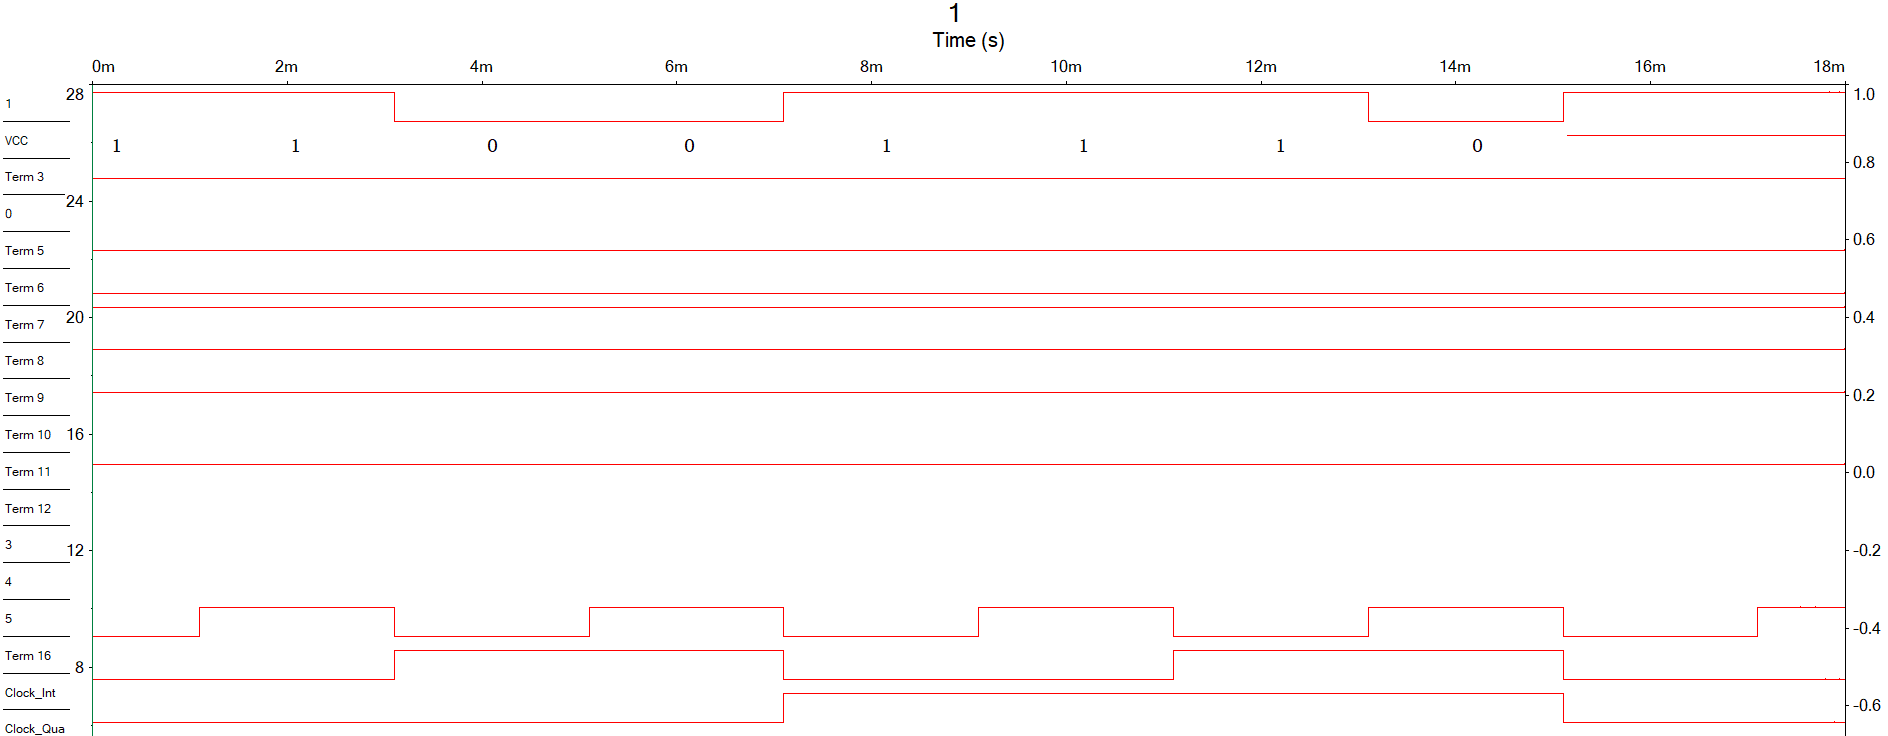 1
Time (s)
0m 2m 4m 6m 8m 10m 12m 14m 16m 18m
28 1.0
1
VCC
1 1 0 0 1 1 1 0
0.8
Term 3
24
0
0.6
Term 5
Term 6
20 0.4
Term 7
Term 8
0.2
Term 9
Term 10 16
Term 11 0.0
Term 12
3 12 -0.2
4
5 -0.4
Term 16 8
Clock_Int -0.6
Clock_Qua